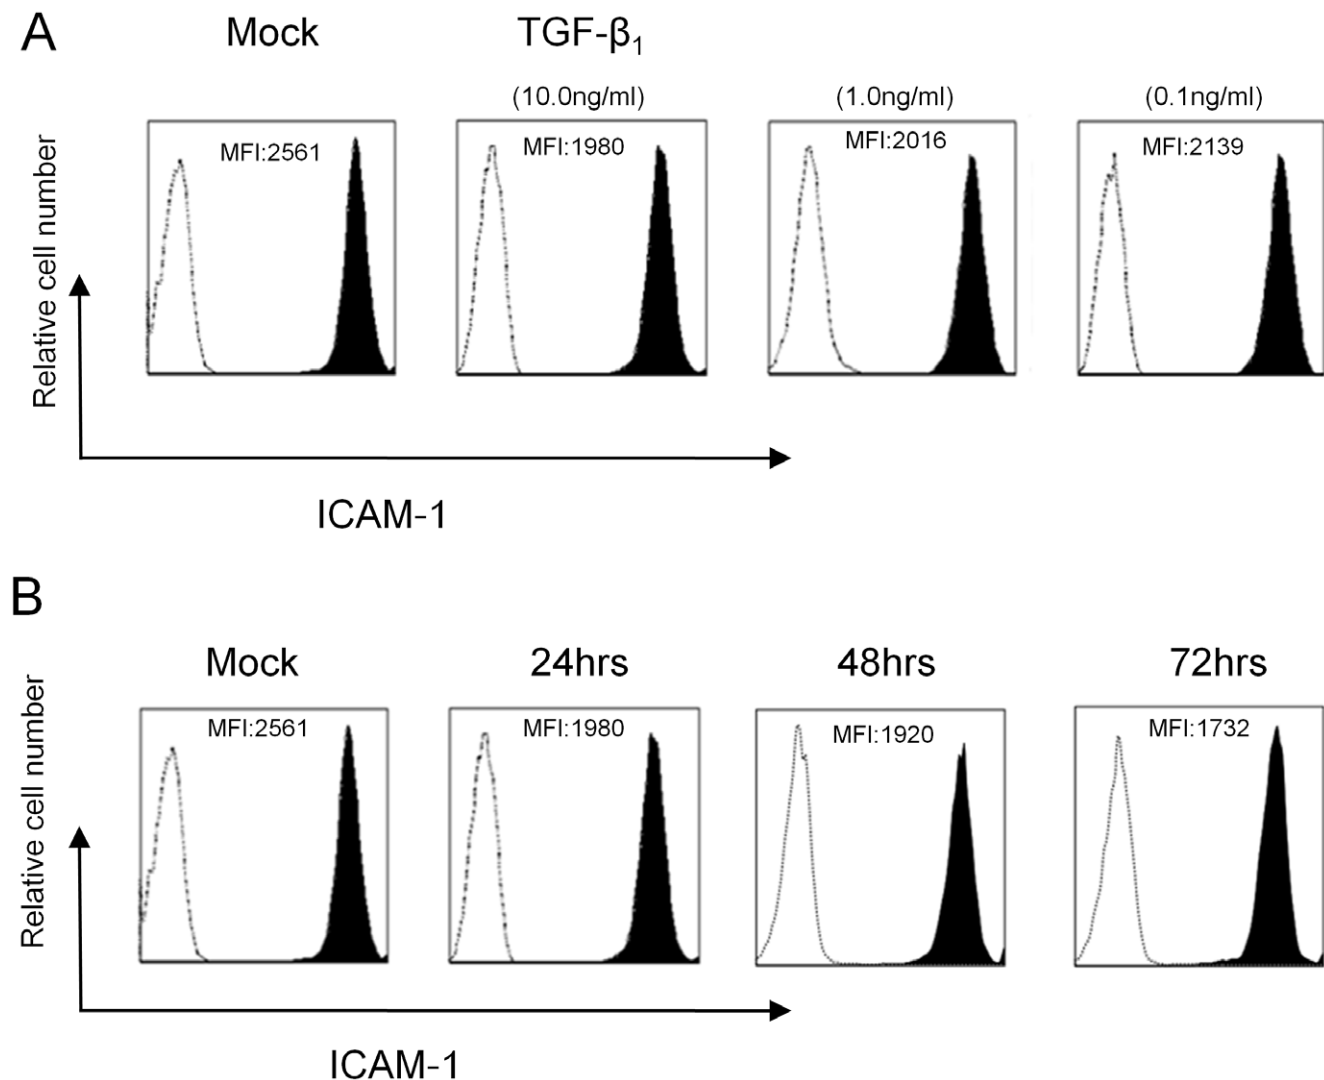 A
Mock
TGF-β₁
(10.0ng/ml)
(1.0ng/ml)
(0.1ng/ml)
MFI:2561
MFI:1980
MFI:2016
MFI:2139
Relative cell number
ICAM-1
B
Mock
24hrs
48hrs
72hrs
MFI:2561
MFI:1980
MFI:1920
MFI:1732
Relative cell number
ICAM-1